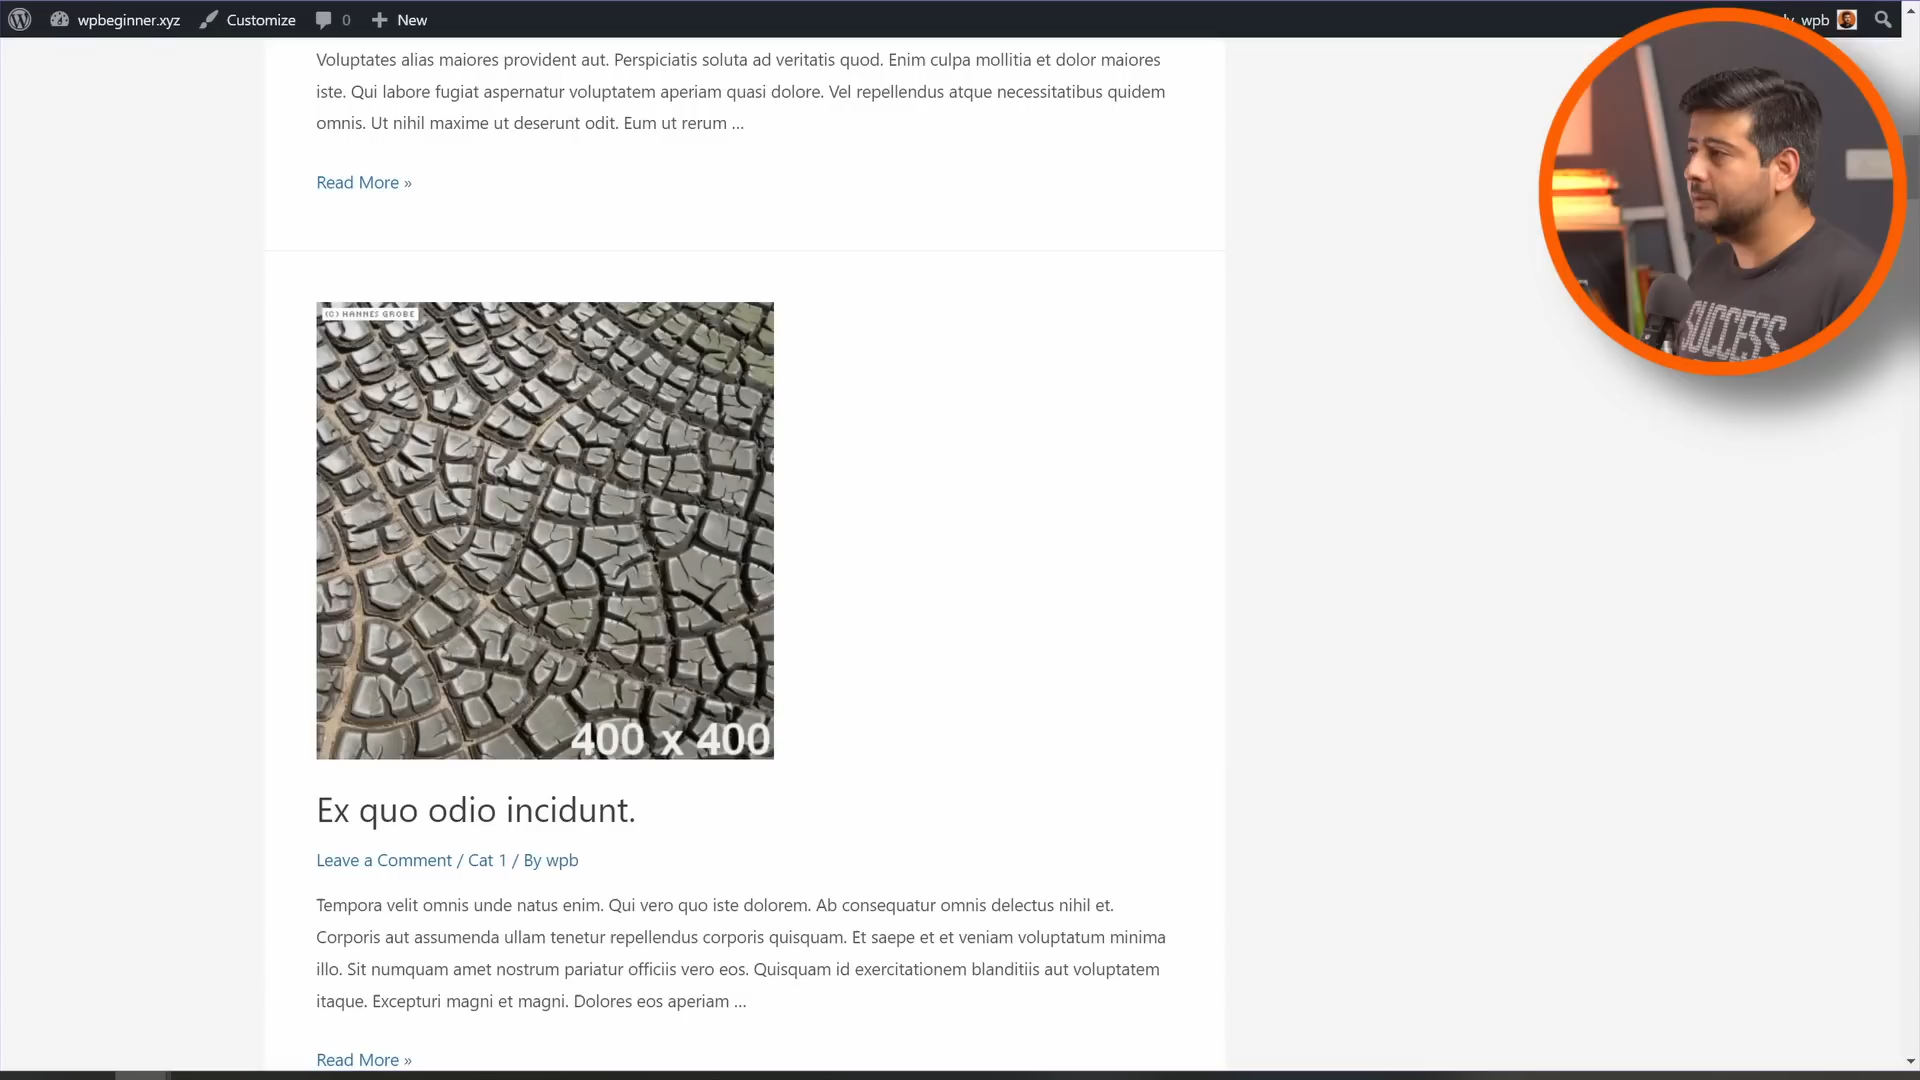 wpbeginner.xyz Customize 0 New wpb
Voluptates alias maiores provident aut. Perspiciatis soluta ad veritatis quod. Enim culpa mollitia et dolor maiores
iste. Qui labore fugiat aspernatur voluptatem aperiam quasi dolore. Vel repellendus atque necessitatibus quidem
omnis. Ut nihil maxime ut deserunt odit. Eum ut rerum ...
Read More »
(C) HANNES GROBE
SUCCESS
400 x 400
Ex quo odio incidunt.
Leave a Comment / Cat 1 / By wpb
Tempora velit omnis unde natus enim. Qui vero quo iste dolorem. Ab consequatur omnis delectus nihil et.
Corporis aut assumenda ullam tenetur repellendus corporis quisquam. Et saepe et et veniam voluptatum minima
illo. Sit numquam amet nostrum pariatur officiis vero eos. Quisquam id exercitationem blanditiis aut voluptatem
itaque. Excepturi magni et magni. Dolores eos aperiam ...
Read More »